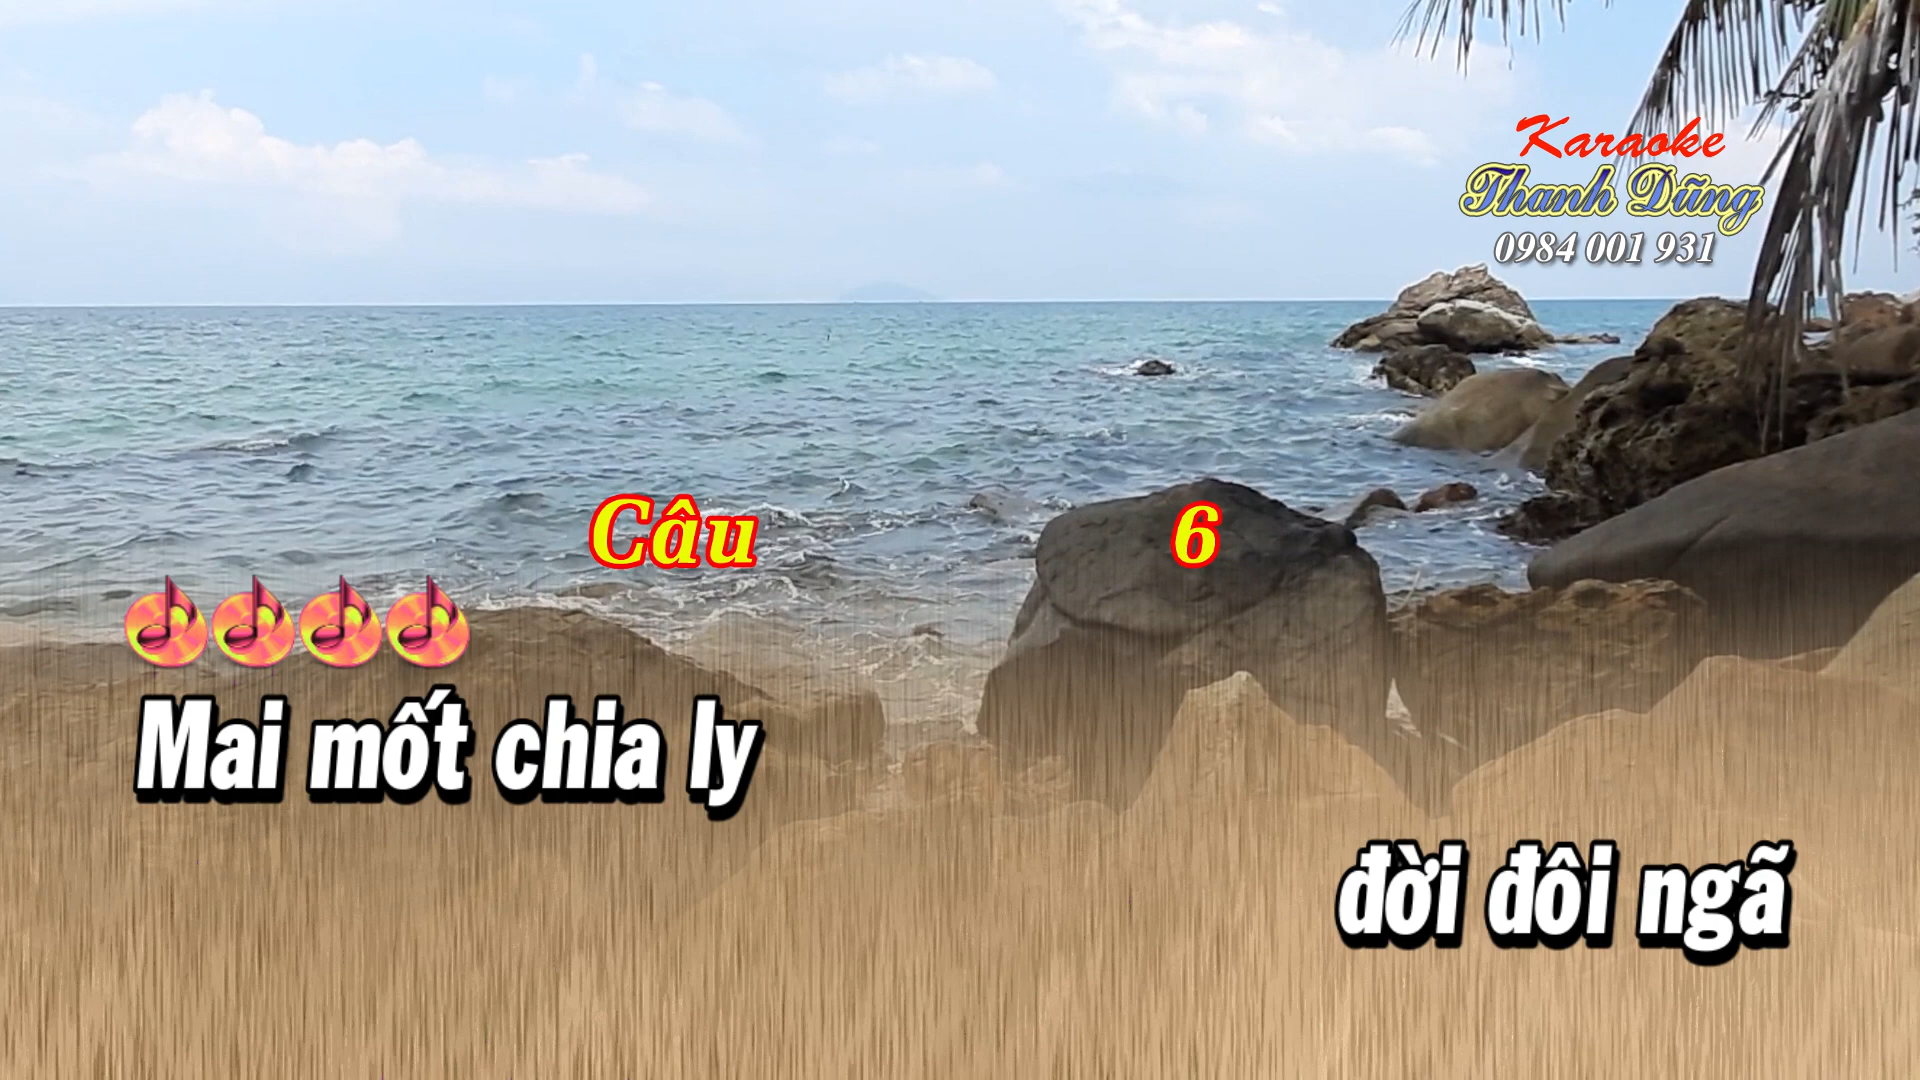 Karaoke
Thanh Dũng
0984 001 931
Câu 6
Mai mốt chia ly
đời đôi ngã